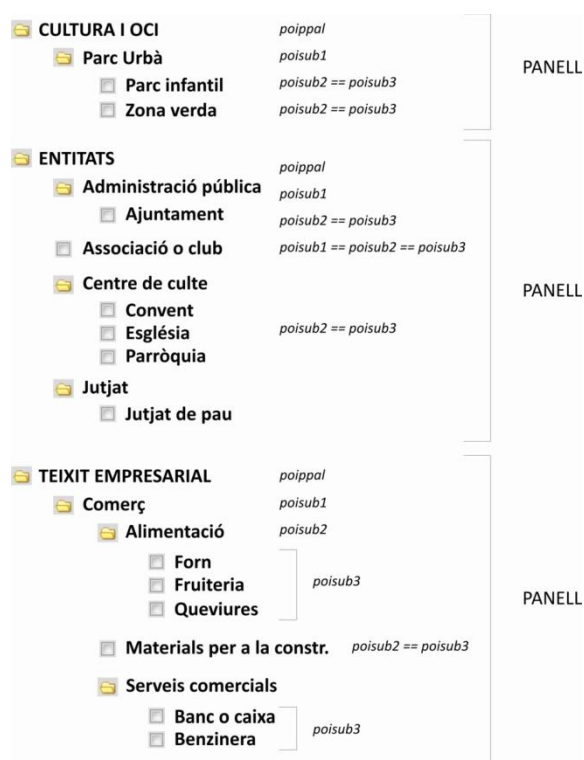 CULTURA I OCI poippal
Parc Urbà poisub1
PANELL
Parc infantil poisub2 == poisub3
Zona verda poisub2 == poisub3
ENTITATS poippal
Administració pública poisub1
Ajuntament poisub2 == poisub3
Associació o club poisub1 == poisub2 == poisub3
Centre de culte
PANELL
Convent
Església poisub2 == poisub3
Parròquia
Jutjat
Jutjat de pau
TEIXIT EMPRESARIAL poippal
Comerç poisub1
Alimentació poisub2
Forn
Fruiteria poisub3
Queviures
PANELL
Materials per a la constr. poisub2 == poisub3
Serveis comercials
Banc o caixa
poisub3
Benzinera